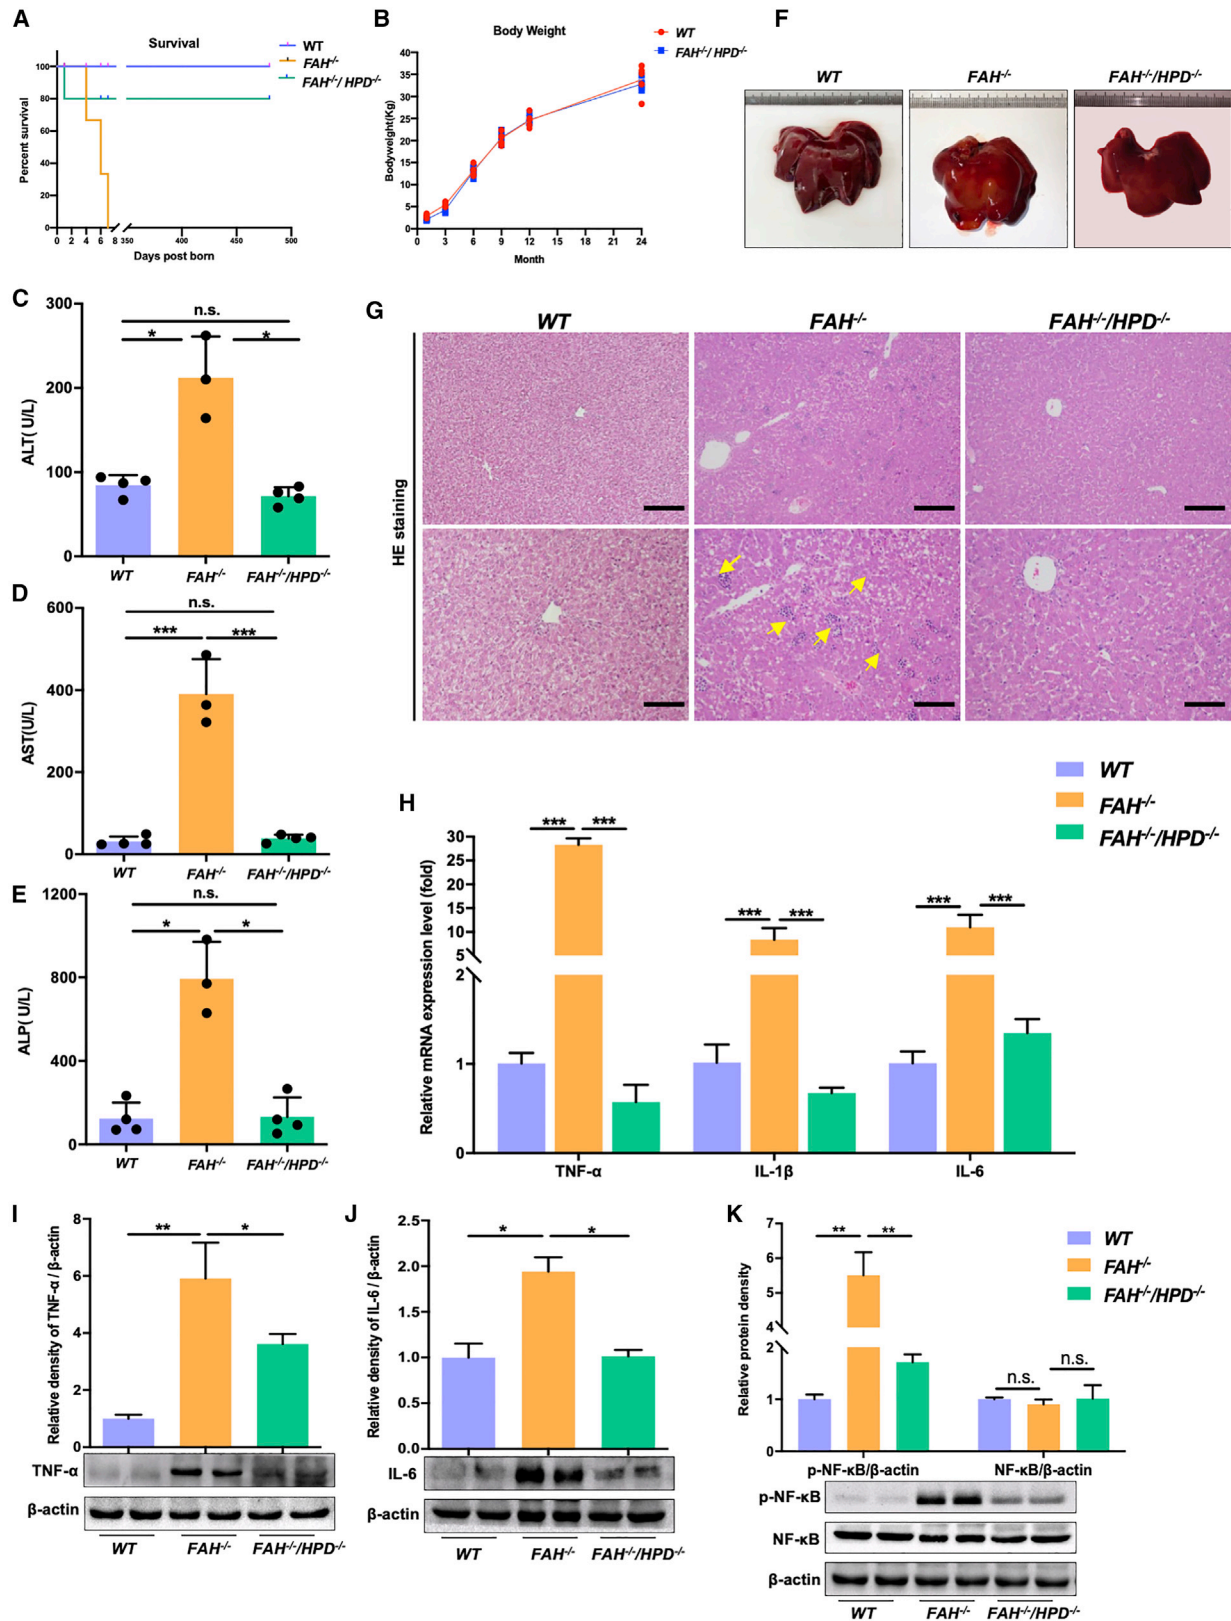 A
Survival
WT
FAH-/-
FAH-/-/ HPD-/-
Percent survival
100
80
60
40
20
0
0 2 4 6 8 350 400 450 500
Days post born
B
Body Weight
WT
FAH-/-/ HPD-/-
Bodyweight(Kg)
40
35
30
25
20
15
10
5
0
0 1 3 6 9 12 24
Month
F
WT FAH-/- FAH-/-/HPD-/-
C
ALT( U/L)
300
200
100
0
n.s.
* *
WT FAH-/- FAH-/-/HPD-/-
D
AST(U/L)
600
400
200
0
n.s.
*** ***
WT FAH-/- FAH-/-/HPD-/-
E
ALP( U/L)
1200
800
400
0
n.s.
* *
WT FAH-/- FAH-/-/HPD-/-
G
WT FAH-/- FAH-/-/HPD-/-
HE staining
H
WT
FAH-/-
FAH-/-/HPD-/-
Relative mRNA expression level (fold)
30
25
20
15
10
5
2
1
0
*** ***
*** ***
*** ***
TNF-α IL-1β IL-6
I
Relative density of TNF-α / β-actin
8
6
4
2
0
** *
TNF-α
β-actin
WT FAH-/- FAH-/-/HPD-/-
J
Relative density of IL-6 / β-actin
2.5
2.0
1.5
1.0
0.5
0.0
* *
IL-6
β-actin
WT FAH-/- FAH-/-/HPD-/-
K
WT
FAH-/-
FAH-/-/HPD-/-
Relative protein density
7
6
5
4
2
1
0
** **
n.s. n.s.
p-NF-κB/β-actin NF-κB/β-actin
p-NF-κB
NF-κB
β-actin
WT FAH-/- FAH-/-/HPD-/-